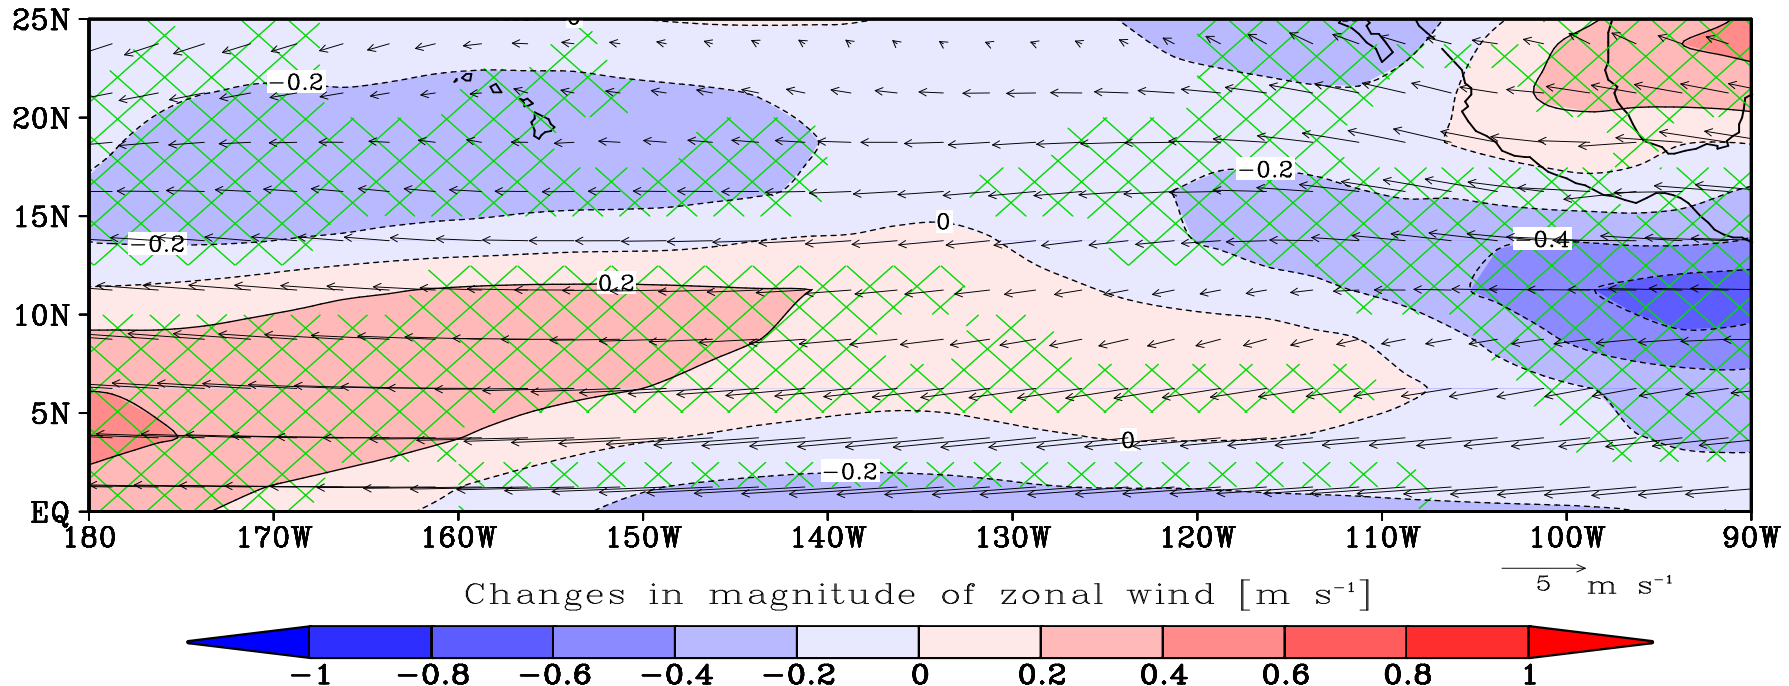 25N
20N
15N
10N
5N
EQ
0
−0.2
−0.2
−0.2
0
−0.4
0.2
0
−0.2
180 170W 160W 150W 140W 130W 120W 110W 100W 90W
5 m s⁻¹
Changes in magnitude of zonal wind [m s⁻¹]
−1 −0.8 −0.6 −0.4 −0.2 0 0.2 0.4 0.6 0.8 1